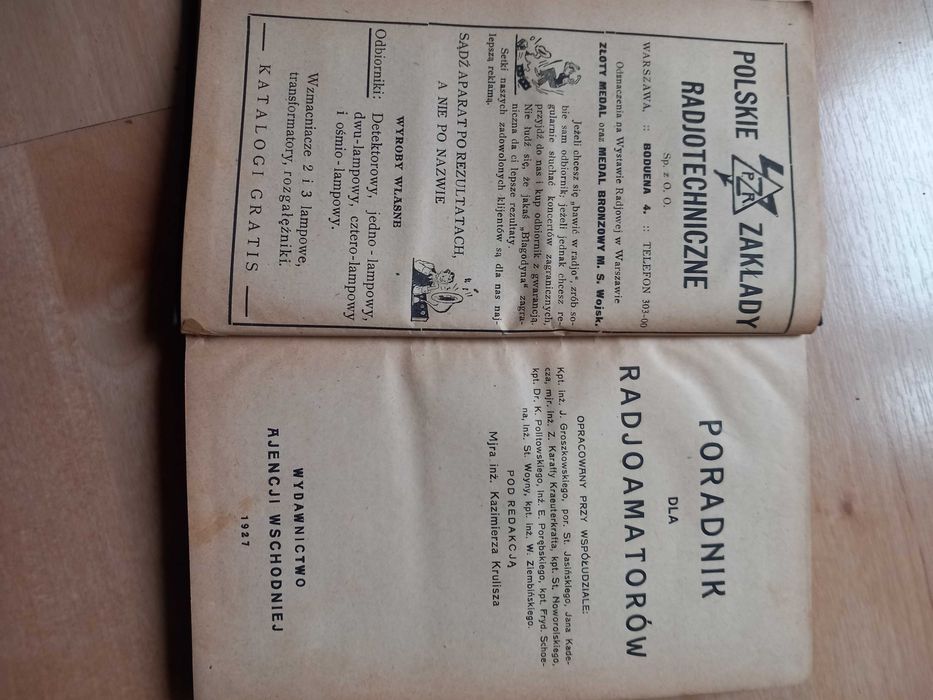 POLSKIE ZAKŁADY
PZR
RADJOTECHNICZNE
Sp. z O. O.
WARSZAWA, :: BODUENA 4. :: TELEFON 303-00
Odznaczenia na Wystawie Radjowej w Warszawie
ZŁOTY MEDAL oraz MEDAL BRONZOWY M. S. Wojsk.
Jeżeli chcesz się „bawić w radjo" zrób so-
bie sam odbiornik, jeżeli jednak chcesz re-
gularnie słuchać koncertów zagranicznych,
przyjdź do nas i kup odbiornik z gwarancją.
Nie łudź się, że jakaś „Blagodyna" zagra-
niczna da ci lepsze rezultaty.
Setki naszych zadowolonych klijentów są dla nas naj
lepszą reklamą.
SĄDŹ APARAT PO REZULTATACH,
A NIE PO NAZWIE
WYROBY WŁASNE
Odbiorniki: Detektorowy, jedno-lampowy,
dwu-lampowy, cztero-lampowy
i ośmio-lampowy.
Wzmacniacze 2 i 3 lampowe,
transformatory, rozgałęźniki.
— KATALOGI GRATIS —
PORADNIK
DLA
RADJOAMATORÓW
OPRACOWANY PRZY WSPÓŁUDZIALE:
Kpt. inż. J. Groszkowskiego, por. St. Jasińskiego, Jana Kade-
cza, mjr. inż. Z. Karaffy Kraeuterkrafta, kpt. St. Noworolskiego,
kpt. Dr. K. Polltowskiego, inż. E. Porębskiego, kpt. Fryd. Schoe-
na, inż. St. Woyny, kpt. inż. W. Ziembińskiego.
POD REDAKCJĄ
Mjra inż. Kazimierza Krulisza
WYDAWNICTWO
AJENCJI WSCHODNIEJ
1927